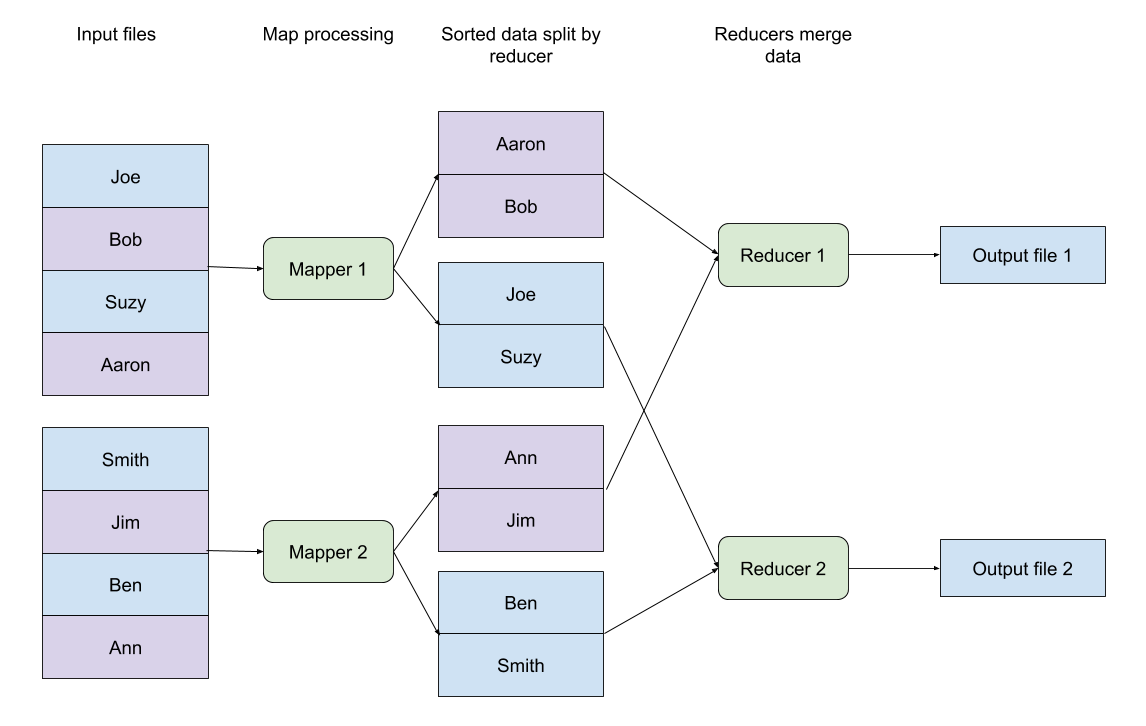 Input files
Map processing
Sorted data split by
reducer
Reducers merge
data
Joe
Bob
Suzy
Aaron
Smith
Jim
Ben
Ann
Mapper 1
Mapper 2
Aaron
Bob
Joe
Suzy
Ann
Jim
Ben
Smith
Reducer 1
Reducer 2
Output file 1
Output file 2